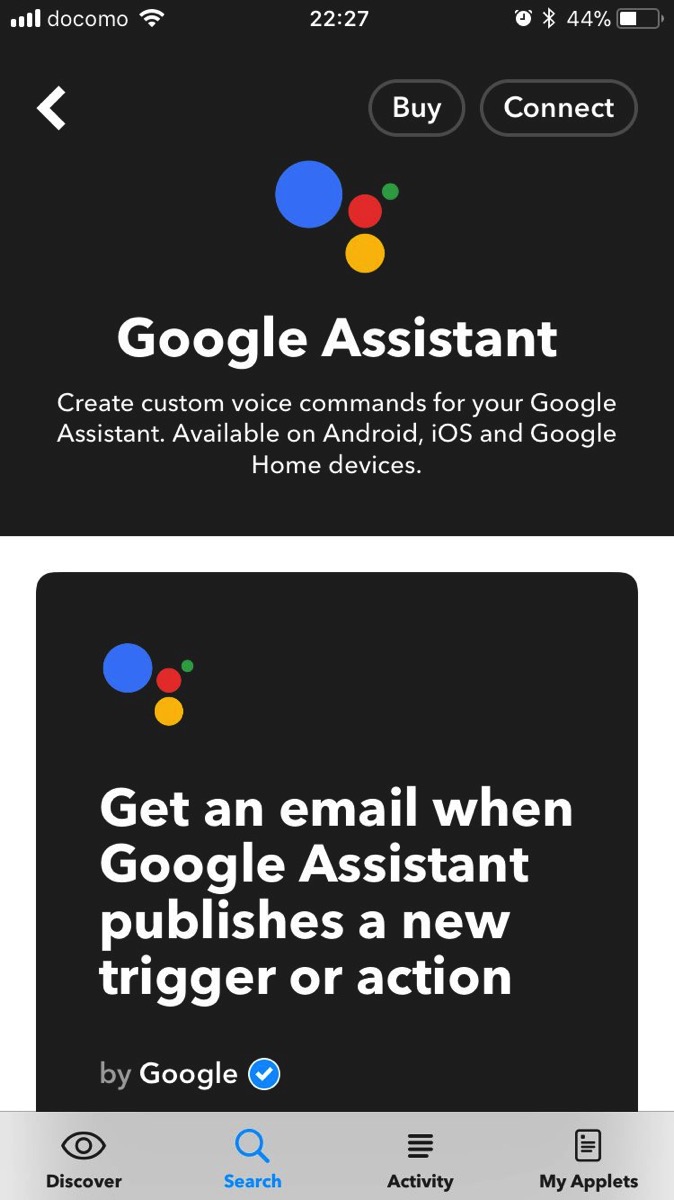 docomo 22:27 44%
Buy Connect
Google Assistant
Create custom voice commands for your Google
Assistant. Available on Android, iOS and Google
Home devices.
Get an email when
Google Assistant
publishes a new
trigger or action
by Google
Discover Search Activity My Applets